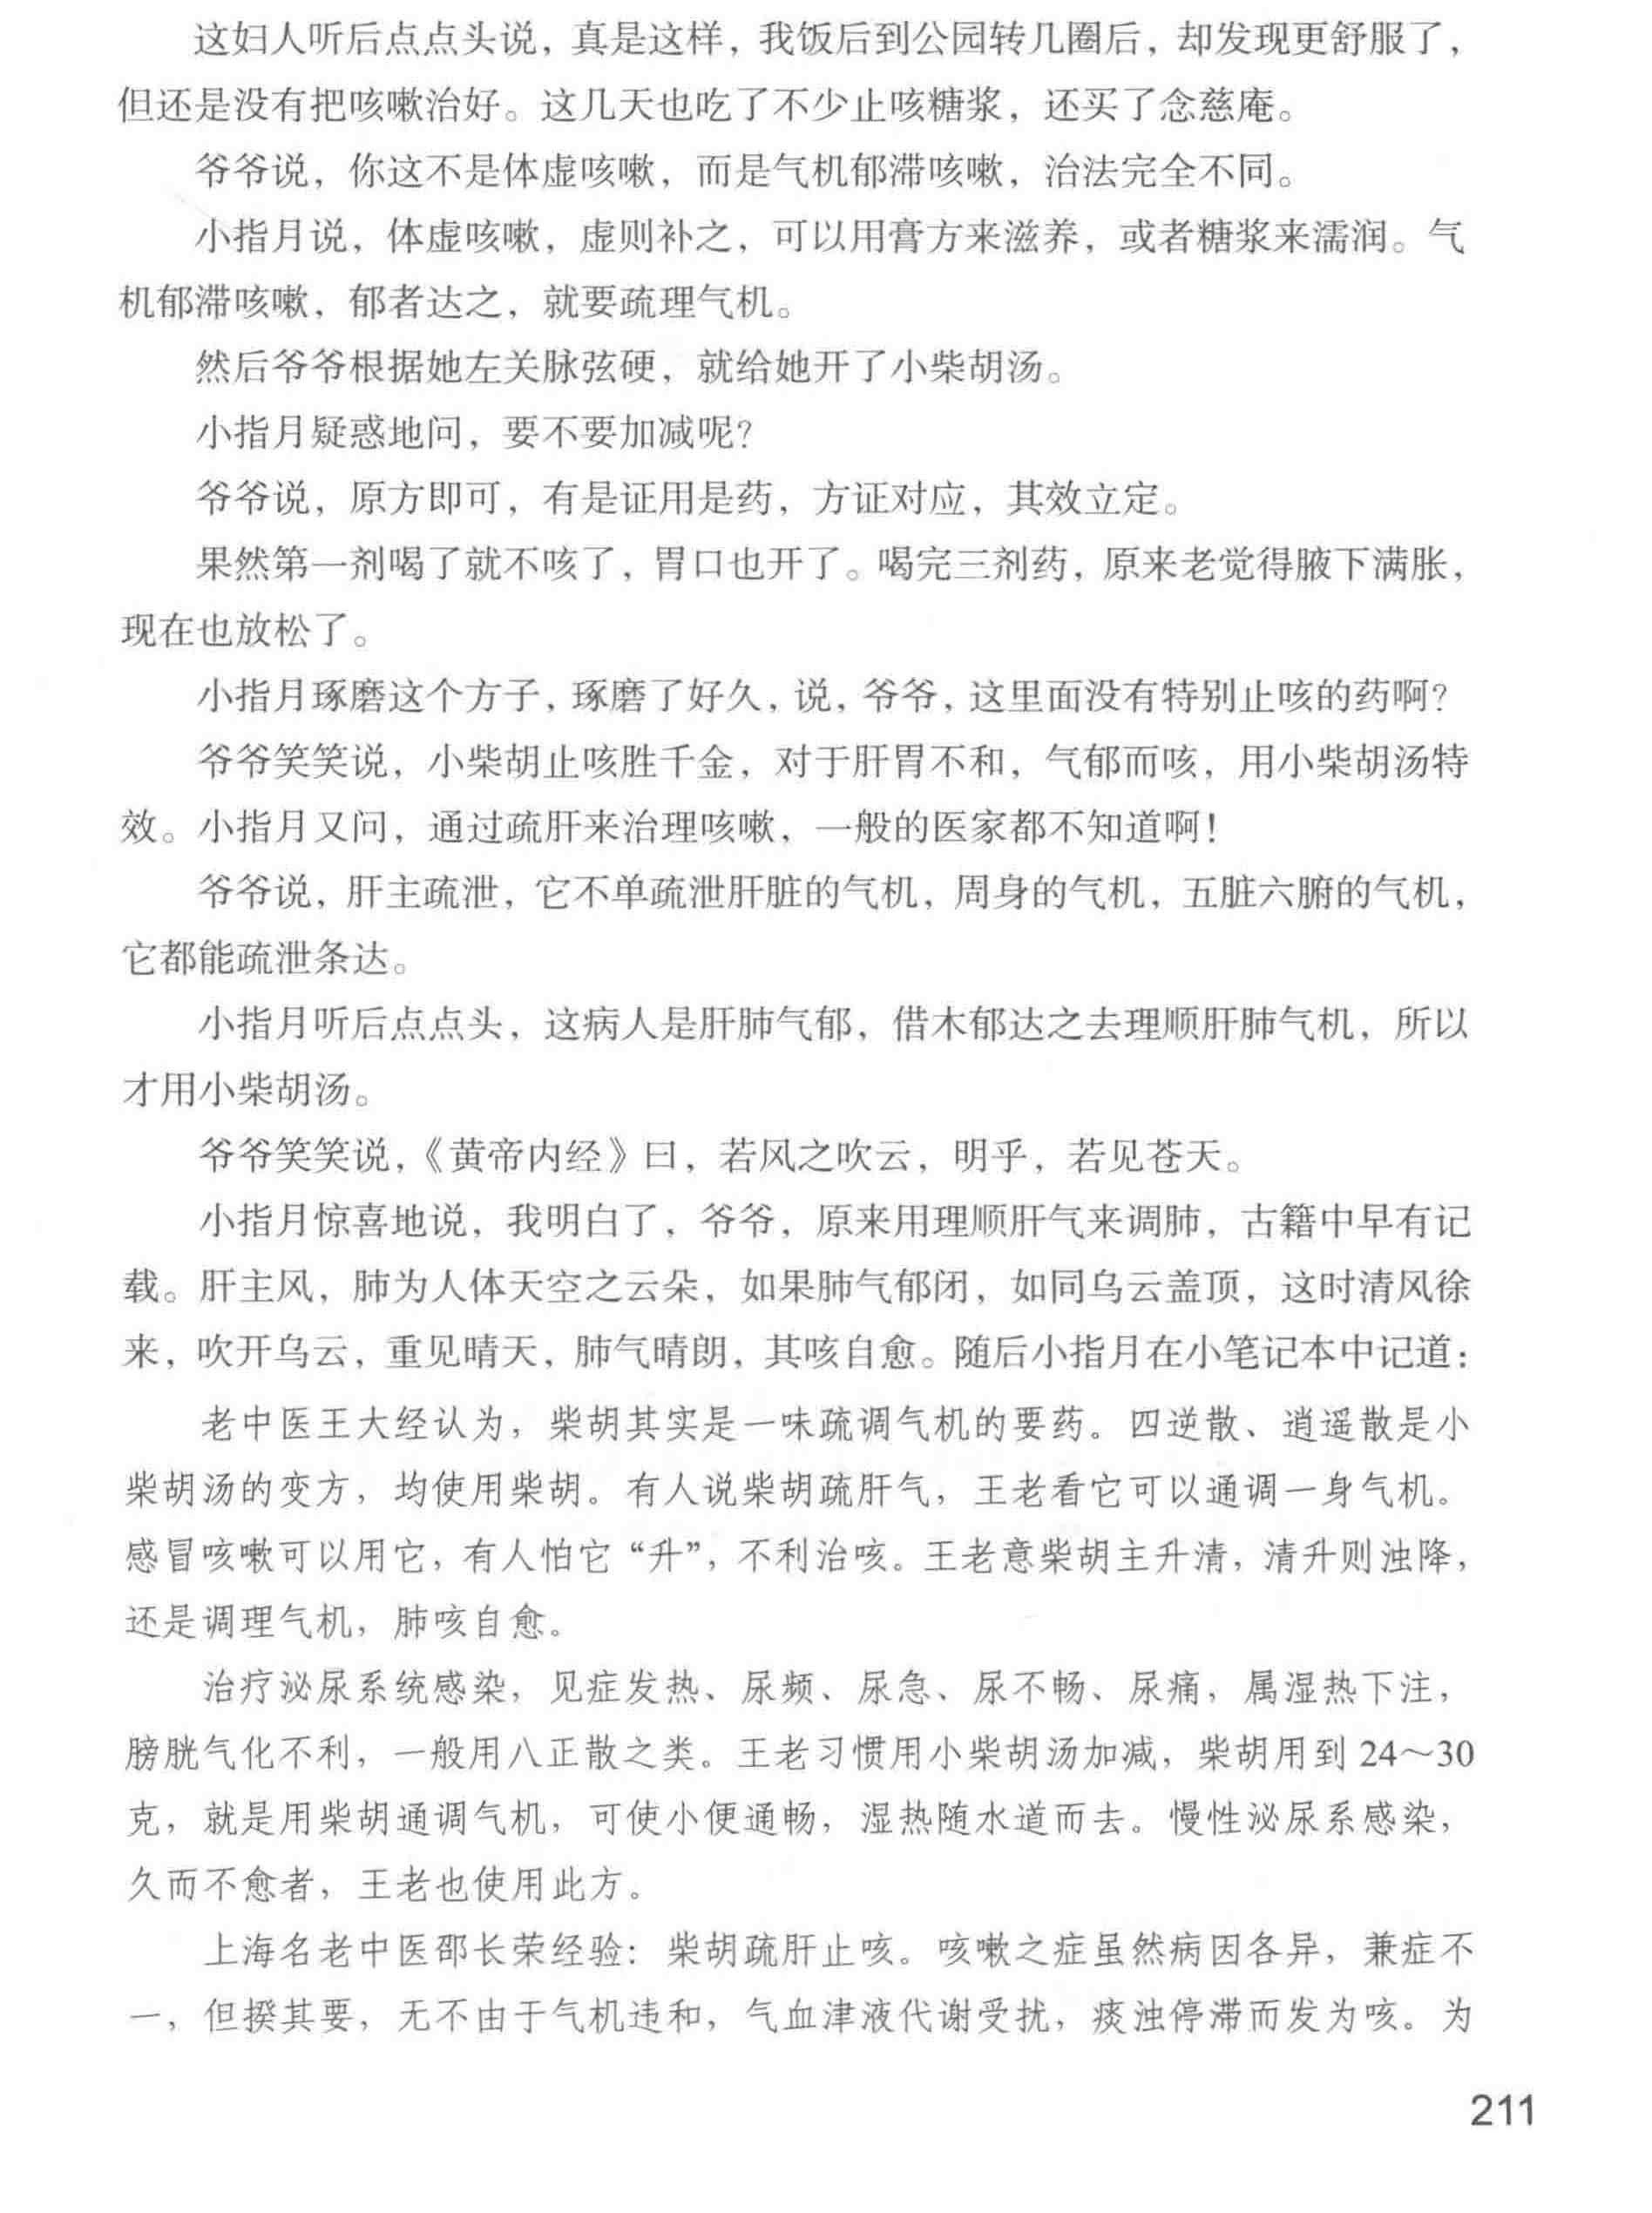 这妇人听后点点头说，真是这样，我饭后到公园转几圈后，却发现更舒服了，
但还是没有把咳嗽治好。这几天也吃了不少止咳糖浆，还买了念慈庵。
爷爷说，你这不是体虚咳嗽，而是气机郁滞咳嗽，治法完全不同。
小指月说，体虚咳嗽，虚则补之，可以用膏方来滋养，或者糖浆来濡润。气
机郁滞咳嗽，郁者达之，就要疏理气机。
然后爷爷根据她左关脉弦硬，就给她开了小柴胡汤。
小指月疑惑地问，要不要加减呢？
爷爷说，原方即可，有是证用是药，方证对应，其效立定。
果然第一剂喝了就不咳了，胃口也开了。喝完三剂药，原来老觉得腋下满胀，
现在也放松了。
小指月琢磨这个方子，琢磨了好久，说，爷爷，这里面没有特别止咳的药啊？
爷爷笑笑说，小柴胡止咳胜千金，对于肝胃不和，气郁而咳，用小柴胡汤特
效。小指月又问，通过疏肝来治理咳嗽，一般的医家都不知道啊！
爷爷说，肝主疏泄，它不单疏泄肝脏的气机，周身的气机，五脏六腑的气机，
它都能疏泄条达。
小指月听后点点头，这病人是肝肺气郁，借木郁达之去理顺肝肺气机，所以
才用小柴胡汤。
爷爷笑笑说，《黄帝内经》曰，若风之吹云，明乎，若见苍天。
小指月惊喜地说，我明白了，爷爷，原来用理顺肝气来调肺，古籍中早有记
载。肝主风，肺为人体天空之云朵，如果肺气郁闭，如同乌云盖顶，这时清风徐
来，吹开乌云，重见晴天，肺气晴朗，其咳自愈。随后小指月在小笔记本中记道：
老中医王大经认为，柴胡其实是一味疏调气机的要药。四逆散、逍遥散是小
柴胡汤的变方，均使用柴胡。有人说柴胡疏肝气，王老看它可以通调一身气机。
感冒咳嗽可以用它，有人怕它“升”，不利治咳。王老意柴胡主升清，清升则浊降，
还是调理气机，肺咳自愈。
治疗泌尿系统感染，见症发热、尿频、尿急、尿不畅、尿痛，属湿热下注，
膀胱气化不利，一般用八正散之类。王老习惯用小柴胡汤加减，柴胡用到 24～30
克，就是用柴胡通调气机，可使小便通畅，湿热随水道而去。慢性泌尿系感染，
久而不愈者，王老也使用此方。
上海名老中医邵长荣经验：柴胡疏肝止咳。咳嗽之症虽然病因各异，兼症不
一，但揆其要，无不由于气机违和，气血津液代谢受扰，痰浊停滞而发为咳。为
211